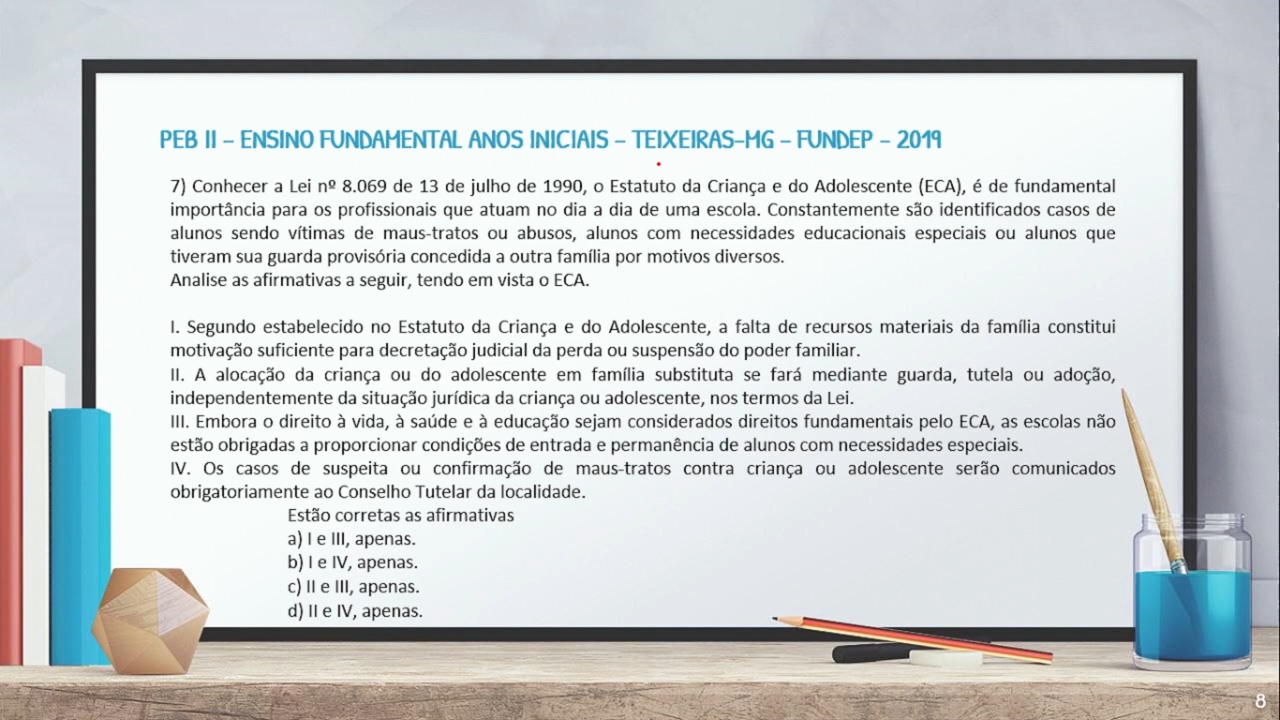 PEB II – ENSINO FUNDAMENTAL ANOS INICIAIS – TEIXEIRAS-MG – FUNDEP – 2019
7) Conhecer a Lei nº 8.069 de 13 de julho de 1990, o Estatuto da Criança e do Adolescente (ECA), é de fundamental
importância para os profissionais que atuam no dia a dia de uma escola. Constantemente são identificados casos de
alunos sendo vítimas de maus-tratos ou abusos, alunos com necessidades educacionais especiais ou alunos que
tiveram sua guarda provisória concedida a outra família por motivos diversos.
Analise as afirmativas a seguir, tendo em vista o ECA.
I. Segundo estabelecido no Estatuto da Criança e do Adolescente, a falta de recursos materiais da família constitui
motivação suficiente para decretação judicial da perda ou suspensão do poder familiar.
II. A alocação da criança ou do adolescente em família substituta se fará mediante guarda, tutela ou adoção,
independentemente da situação jurídica da criança ou adolescente, nos termos da Lei.
III. Embora o direito à vida, à saúde e à educação sejam considerados direitos fundamentais pelo ECA, as escolas não
estão obrigadas a proporcionar condições de entrada e permanência de alunos com necessidades especiais.
IV. Os casos de suspeita ou confirmação de maus-tratos contra criança ou adolescente serão comunicados
obrigatoriamente ao Conselho Tutelar da localidade.
Estão corretas as afirmativas
a) I e III, apenas.
b) I e IV, apenas.
c) II e III, apenas.
d) II e IV, apenas.
8